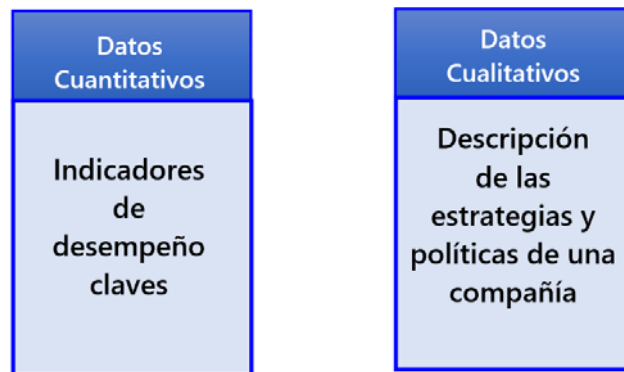 Datos
Cuantitativos
Indicadores
de
desempeño
claves
Datos
Cualitativos
Descripción
de las
estrategias y
políticas de una
compañía